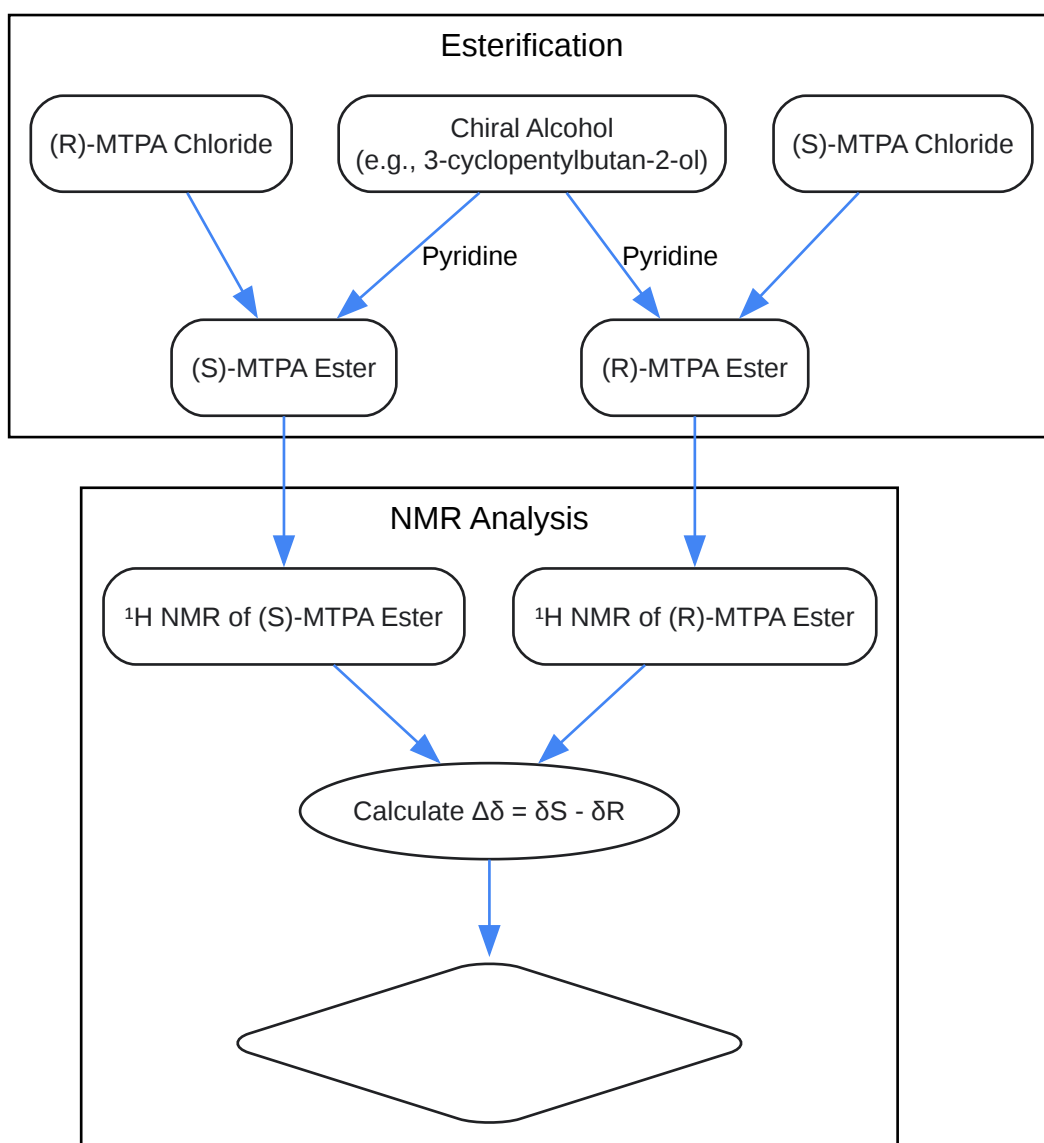 Esterification
(R)-MTPA Chloride
Chiral Alcohol
(e.g., 3-cyclopentylbutan-2-ol)
(S)-MTPA Chloride
Pyridine
Pyridine
(S)-MTPA Ester
(R)-MTPA Ester
NMR Analysis
¹H NMR of (S)-MTPA Ester
¹H NMR of (R)-MTPA Ester
Calculate Δδ = δS - δR